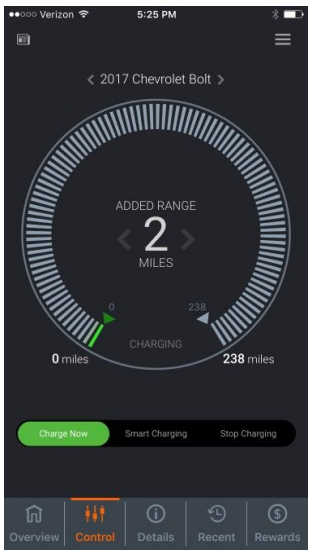 Verizon 5:25 PM
2017 Chevrolet Bolt
ADDED RANGE
2
MILES
0 238
CHARGING
0 miles 238 miles
Charge Now Smart Charging Stop Charging
Overview Control Details Recent Rewards